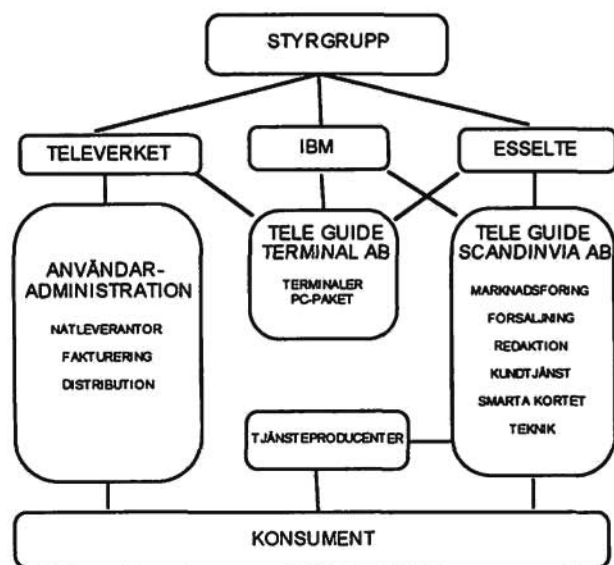 STYRGRUPP
TELEVERKET
IBM
ESSELTE
ANVÄNDAR-
ADMINISTRATION
NÄTLEVERANTOR
FAKTURERING
DISTRIBUTION
TELE GUIDE
TERMINAL AB
TERMINALER
PC-PAKET
TELE GUIDE
SCANDINVIA AB
MARKNADSFORING
FORSALJNING
REDAKTION
KUNDTJÄNST
SMARTA KORTET
TEKNIK
TJÄNSTEPRODUCENTER
KONSUMENT